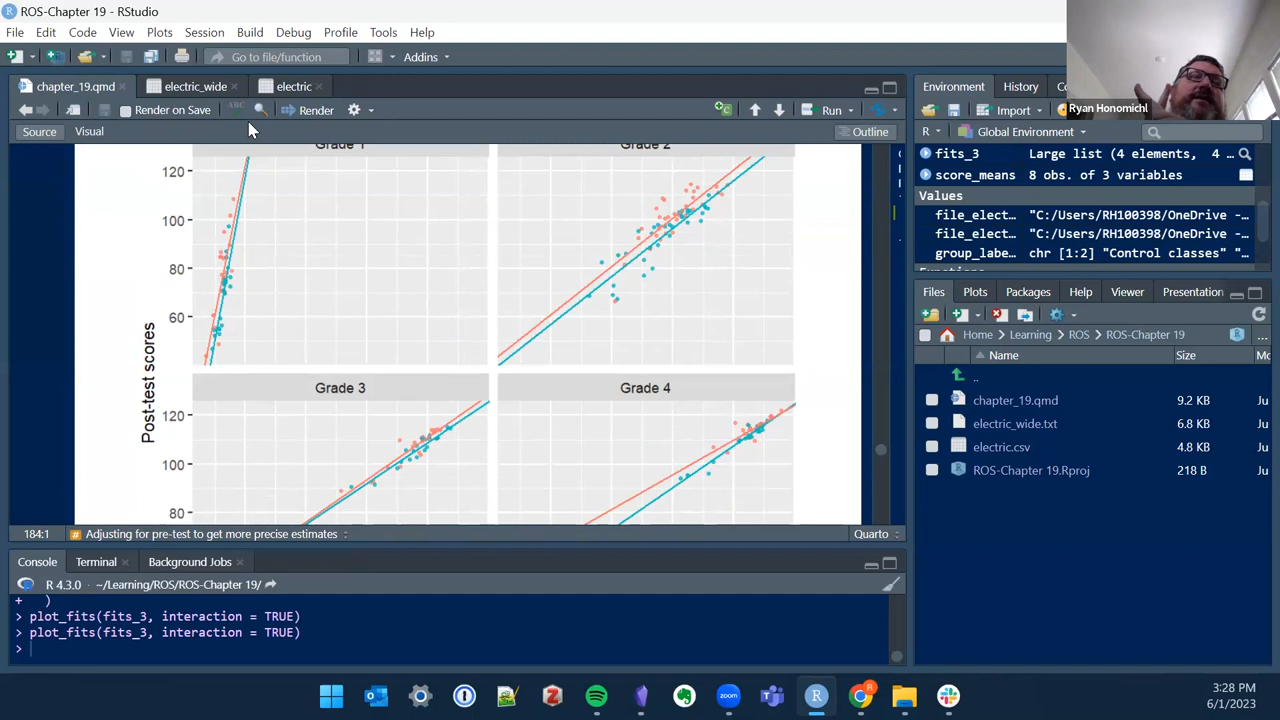 ROS-Chapter 19 - RStudio
File Edit Code View Plots Session Build Debug Profile Tools Help
Go to file/function Addins
chapter_19.qmd electric_wide electric
Render on Save ABC Render Run
Source Visual Outline
Grade 1 Grade 2
120
100
80
60
Post-test scores
Grade 3 Grade 4
120
100
80
184:1 # Adjusting for pre-test to get more precise estimates Quarto
Console Terminal Background Jobs
R 4.3.0 · ~/Learning/ROS/ROS-Chapter 19/
+ )
> plot_fits(fits_3, interaction = TRUE)
> plot_fits(fits_3, interaction = TRUE)
>
Environment History Co
Ryan Honomichl
Import
R Global Environment
fits_3 Large list (4 elements, 4 …
score_means 8 obs. of 3 variables
Values
file_elect… "C:/Users/RH100398/OneDrive -…
file_elect… "C:/Users/RH100398/OneDrive -…
group_labe… chr [1:2] "Control classes" "…
Files Plots Packages Help Viewer Presentation
Home Learning ROS ROS-Chapter 19 ...
Name Size Mo
..
chapter_19.qmd 9.2 KB Ju
electric_wide.txt 6.8 KB Ju
electric.csv 4.8 KB Ju
ROS-Chapter 19.Rproj 218 B Ju
zoom
3:28 PM
6/1/2023